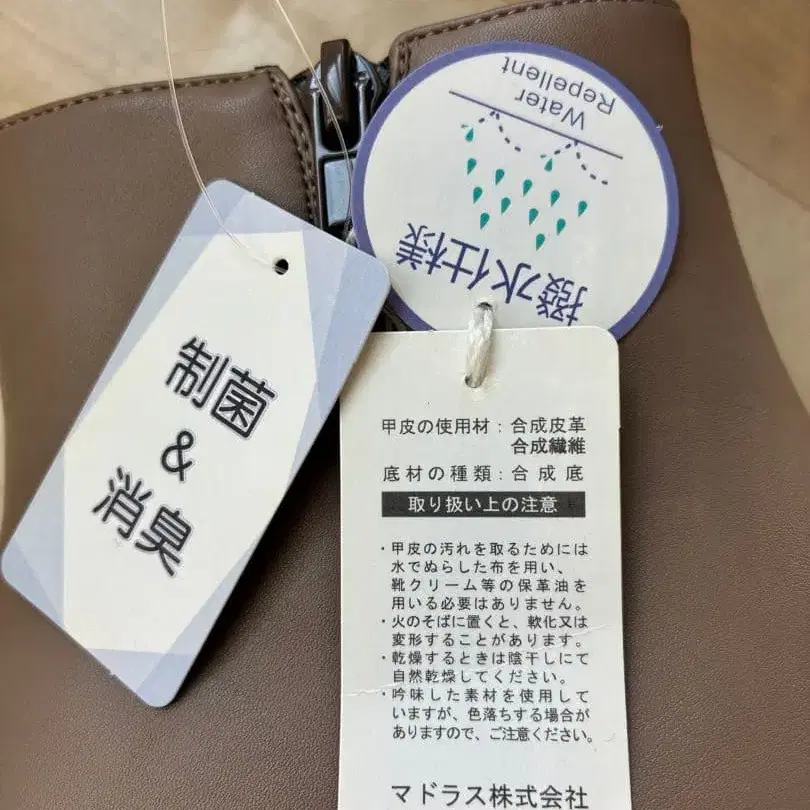 制菌
&
消臭
撥水仕様
Water
Repellent
甲皮の使用材：合成皮革
合成繊維
底材の種類：合成底
取り扱い上の注意
・甲皮の汚れを取るためには
水でぬらした布を用い、
靴クリーム等の保革油を
用いる必要はありません。
・火のそばに置くと、軟化又は
変形することがあります。
・乾燥するときは陰干しにて
自然乾燥してください。
・吟味した素材を使用して
いますが、色落ちする場合が
ありますので、ご注意ください。
マドラス株式会社